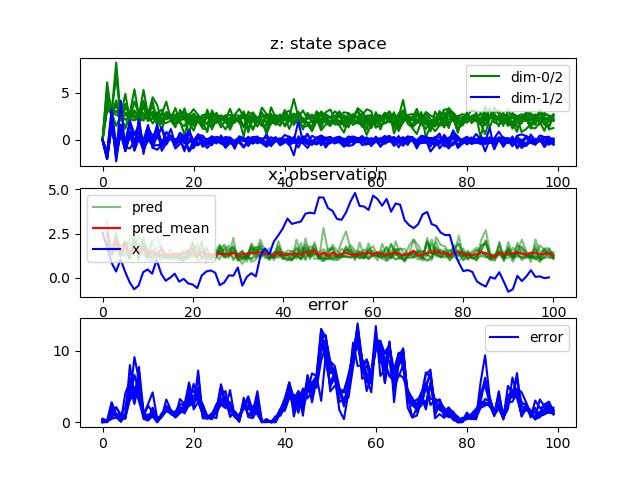 z: state space
5
0
dim-0/2
dim-1/2
0 20 40 60 80 100
x: observation
5.0
2.5
0.0
pred
pred_mean
x
0 20 40 60 80 100
error
10
0
error
0 20 40 60 80 100